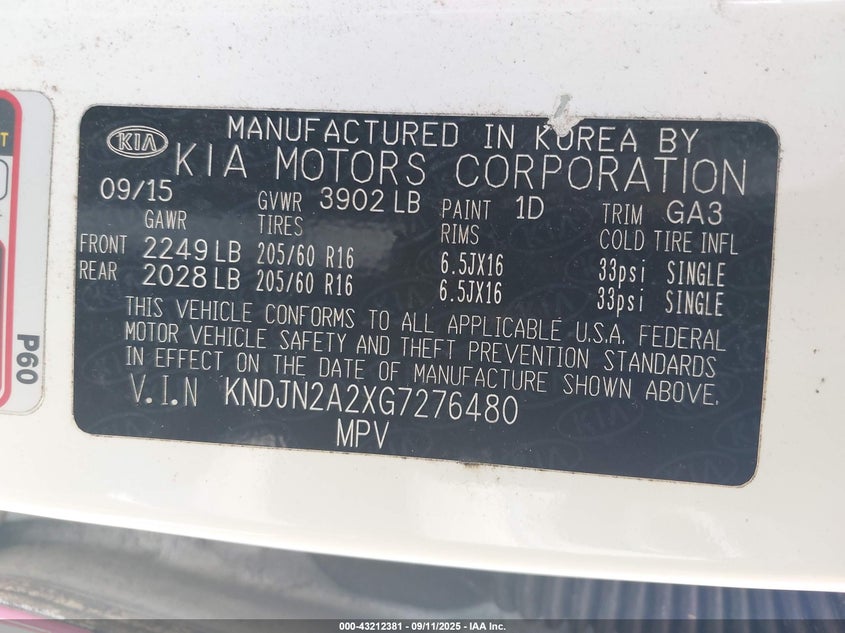 MANUFACTURED IN KOREA BY
KIA KIA MOTORS CORPORATION
09/15 GVWR 3902 LB PAINT 1D TRIM GA3
GAWR TIRES RIMS COLD TIRE INFL
FRONT 2249 LB 205/60 R16 6.5JX16 33psi SINGLE
REAR 2028 LB 205/60 R16 6.5JX16 33psi SINGLE
THIS VEHICLE CONFORMS TO ALL APPLICABLE U.S.A. FEDERAL
MOTOR VEHICLE SAFETY AND THEFT PREVENTION STANDARDS
IN EFFECT ON THE DATE OF MANUFACTURE SHOWN ABOVE.
V.I.N KNDJN2A2XG7276480
MPV
P60
000-43212381 - 09/11/2025 - IAA Inc.